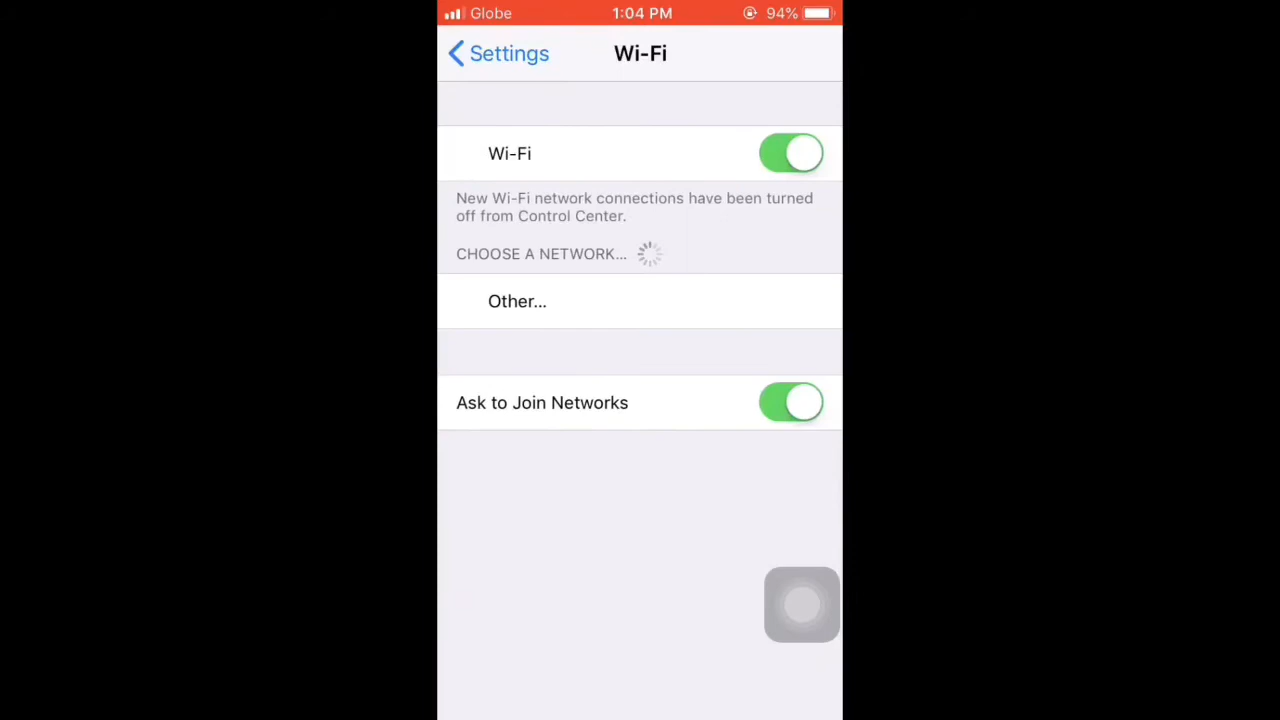 Globe 1:04 PM 94%
Settings Wi-Fi
Wi-Fi
New Wi-Fi network connections have been turned
off from Control Center.
CHOOSE A NETWORK...
Other...
Ask to Join Networks